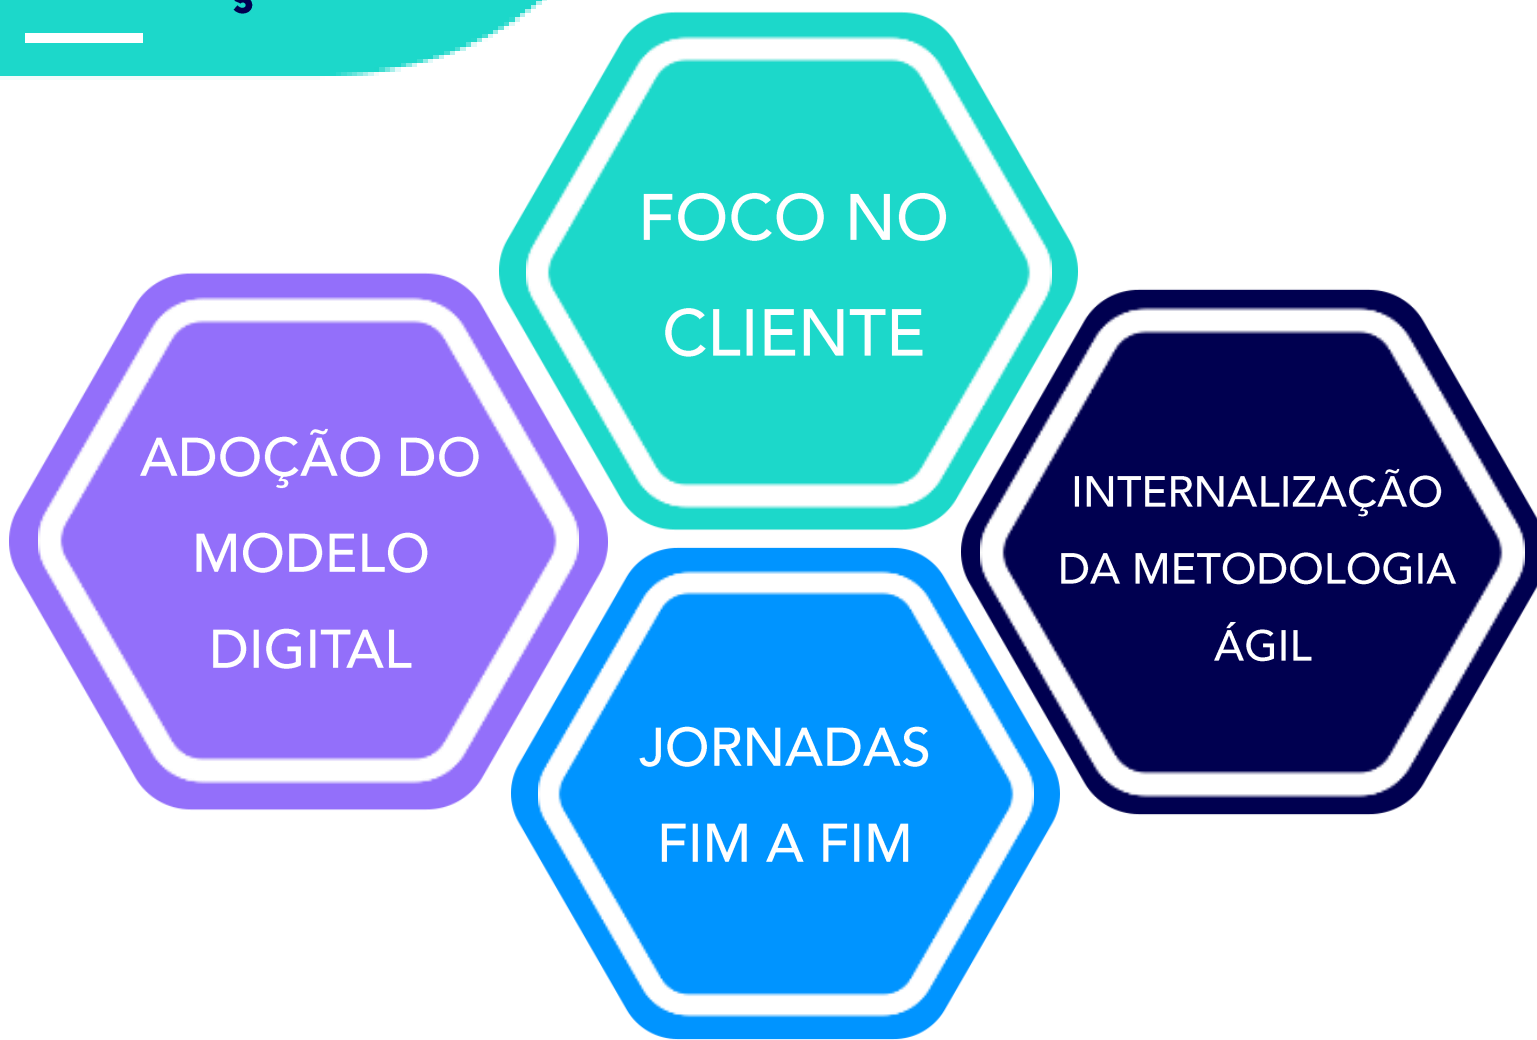 FOCO NO
CLIENTE
ADOÇÃO DO
MODELO
DIGITAL
INTERNALIZAÇÃO
DA METODOLOGIA
ÁGIL
JORNADAS
FIM A FIM